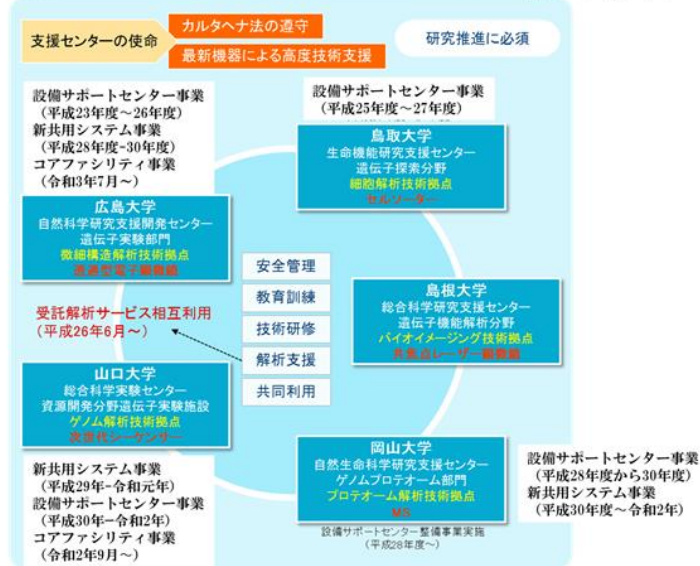 支援センターの使命
カルタヘナ法の遵守
最新機器による高度技術支援
研究推進に必須
設備サポートセンター事業
（平成23年度～26年度）
新共用システム事業
（平成28年度-30年度）
コアファシリティ事業
（令和3年7月～）
設備サポートセンター事業
（平成25年度～27年度）
鳥取大学
生命機能研究支援センター
遺伝子探索分野
細胞解析技術拠点
セルソーター
広島大学
自然科学研究支援開発センター
遺伝子実験部門
微細構造解析技術拠点
透過型電子顕微鏡
安全管理
教育訓練
技術研修
解析支援
共同利用
島根大学
総合科学研究支援センター
遺伝子機能解析分野
バイオイメージング技術拠点
共焦点レーザー顕微鏡
受託解析サービス相互利用
（平成26年6月～）
山口大学
総合科学実験センター
資源開発分野遺伝子実験施設
ゲノム解析技術拠点
次世代シーケンサー
岡山大学
自然生命科学研究支援センター
ゲノムプロテオーム部門
プロテオーム解析技術拠点
MS
設備サポートセンター整備事業実施
（平成28年度～）
設備サポートセンター事業
（平成28年度から30年度）
新共用システム事業
（平成30年度～令和2年）
新共用システム事業
（平成29年-令和元年）
設備サポートセンター事業
（平成30年ー令和2年）
コアファシリティ事業
（令和2年9月～）